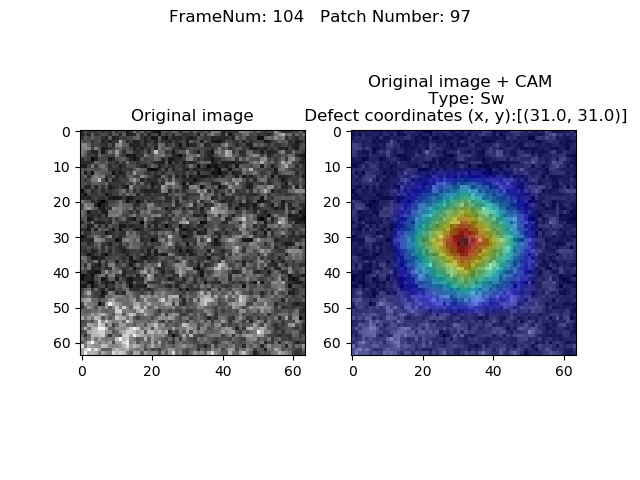 FrameNum: 104   Patch Number: 97
Original image
Original image + CAM
Type: Sw
Defect coordinates (x, y):[(31.0, 31.0)]
0
10
20
30
40
50
60
0 20 40 60
0
10
20
30
40
50
60
0 20 40 60